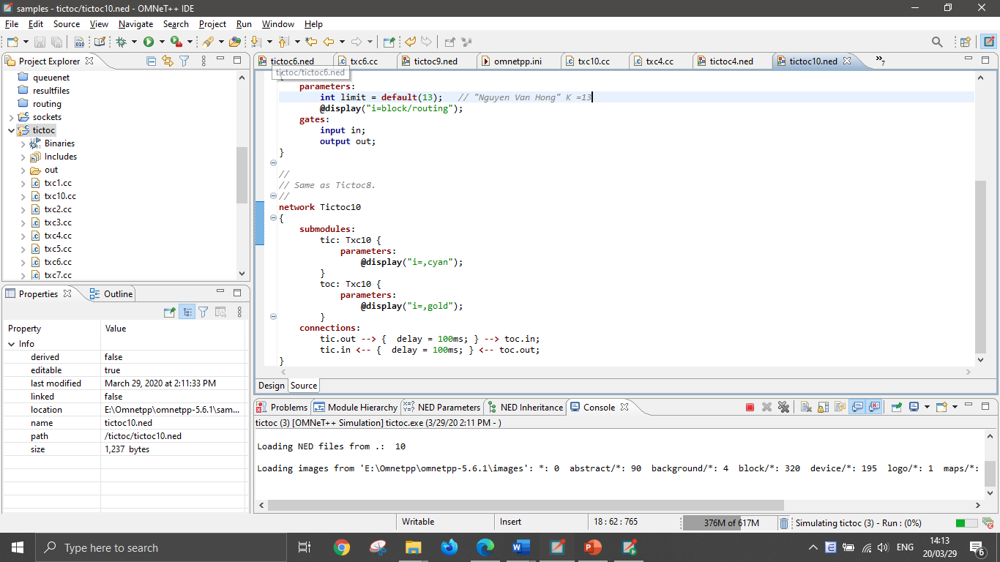 samples - tictoc/tictoc10.ned - OMNeT++ IDE
File Edit Source View Navigate Search Project Run Window Help
Project Explorer
queuenet
resultfiles
routing
sockets
tictoc
Binaries
Includes
out
txc1.cc
txc10.cc
txc2.cc
txc3.cc
txc4.cc
txc5.cc
txc6.cc
txc7.cc
Properties Outline
Property Value
Info
derived false
editable true
last modified March 29, 2020 at 2:11:33 PM
linked false
location E:\Omnetpp\omnetpp-5.6.1\sam...
name tictoc10.ned
path /tictoc/tictoc10.ned
size 1,237 bytes
tictoc6.ned txc6.cc tictoc9.ned omnetpp.ini txc10.cc txc4.cc tictoc4.ned tictoc10.ned »7
tictoc/tictoc6.ned
{
parameters:
int limit = default(13); // "Nguyen Van Hong" K =13
@display("i=block/routing");
gates:
input in;
output out;
}
//
// Same as Tictoc8.
//
network Tictoc10
{
submodules:
tic: Txc10 {
parameters:
@display("i=,cyan");
}
toc: Txc10 {
parameters:
@display("i=,gold");
}
connections:
tic.out --> { delay = 100ms; } --> toc.in;
tic.in <-- { delay = 100ms; } <-- toc.out;
}
Design Source
Problems Module Hierarchy NED Parameters NED Inheritance Console
tictoc (3) [OMNeT++ Simulation] tictoc.exe (3/29/20 2:11 PM - )
Loading NED files from .: 10
Loading images from 'E:\Omnetpp\omnetpp-5.6.1\images': *: 0 abstract/*: 90 background/*: 4 block/*: 320 device/*: 195 logo/*: 1 maps/*:
Writable Insert 18 : 62 : 765 376M of 617M Simulating tictoc (3) - Run : (0%)
Type here to search
ENG
14:13
20/03/29
6